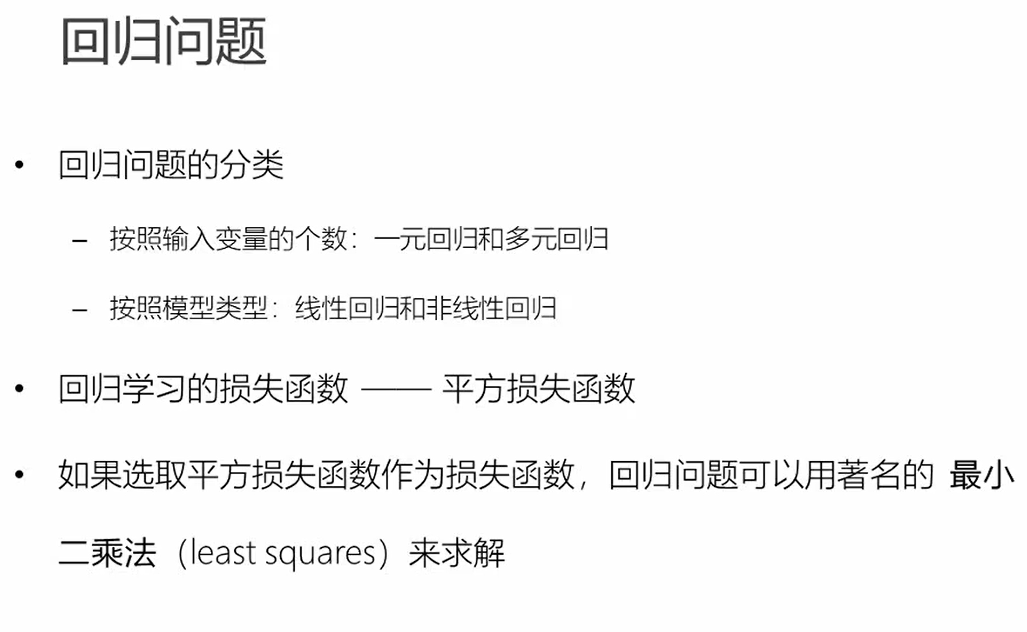 回归问题
• 回归问题的分类
– 按照输入变量的个数：一元回归和多元回归
– 按照模型类型：线性回归和非线性回归
• 回归学习的损失函数 —— 平方损失函数
• 如果选取平方损失函数作为损失函数，回归问题可以用著名的 最小
二乘法（least squares）来求解